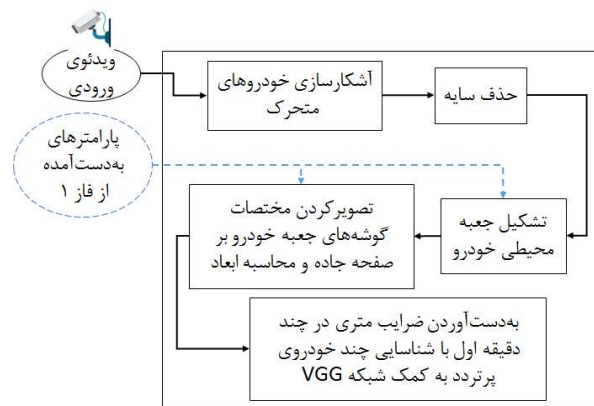 ویدئوی
ورودی
آشکارسازی خودروهای
متحرک
حذف سایه
پارامترهای
به‌دست‌آمده
از فاز ۱
تشکیل جعبه
محیطی خودرو
تصویرکردن مختصات
گوشه‌های جعبه خودرو بر
صفحه جاده و محاسبه ابعاد
به‌دست‌آوردن ضرایب متری در چند
دقیقه اول با شناسایی چند خودروی
پرتردد به کمک شبکه VGG